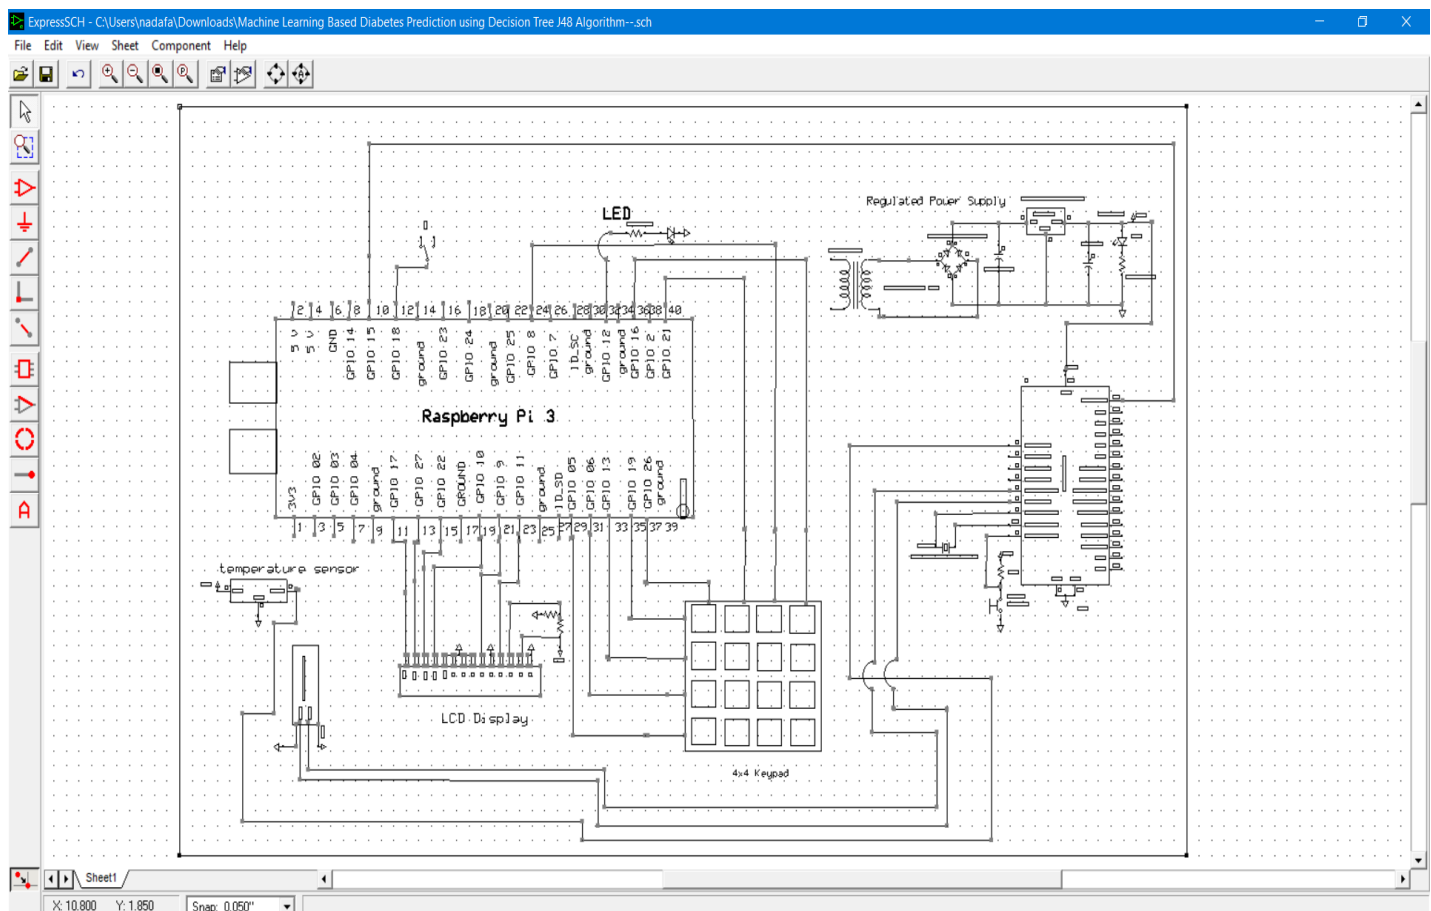 ExpressSCH - C:\Users\nadafa\Downloads\Machine Learning Based Diabetes Prediction using Decision Tree J48 Algorithm--.sch
File Edit View Sheet Component Help
Regulated Power Supply
LED
2 4 6 8 10 12 14 16 18 20 22 24 26 28 30 32 34 36 38 40
5 V
5 V
GND
GPIO 14
GPIO 15
GPIO 18
ground
GPIO 23
GPIO 24
ground
GPIO 25
GPIO 8
GPIO 7
ID_SC
ground
GPIO 12
ground
GPIO 16
GPIO 2
GPIO 21
Raspberry Pi 3
3V3
GPIO 02
GPIO 03
GPIO 04
ground
GPIO 17
GPIO 27
GPIO 22
GROUND
GPIO 10
GPIO 9
GPIO 11
ground
ID_SD
GPIO 05
GPIO 06
GPIO 13
GPIO 19
GPIO 26
ground
1 3 5 7 9 11 13 15 17 19 21 23 25 27 29 31 33 35 37 39
temperature sensor
LCD Display
4x4 Keypad
Sheet1
X: 10.800 Y: 1.850 Snap: 0.050"